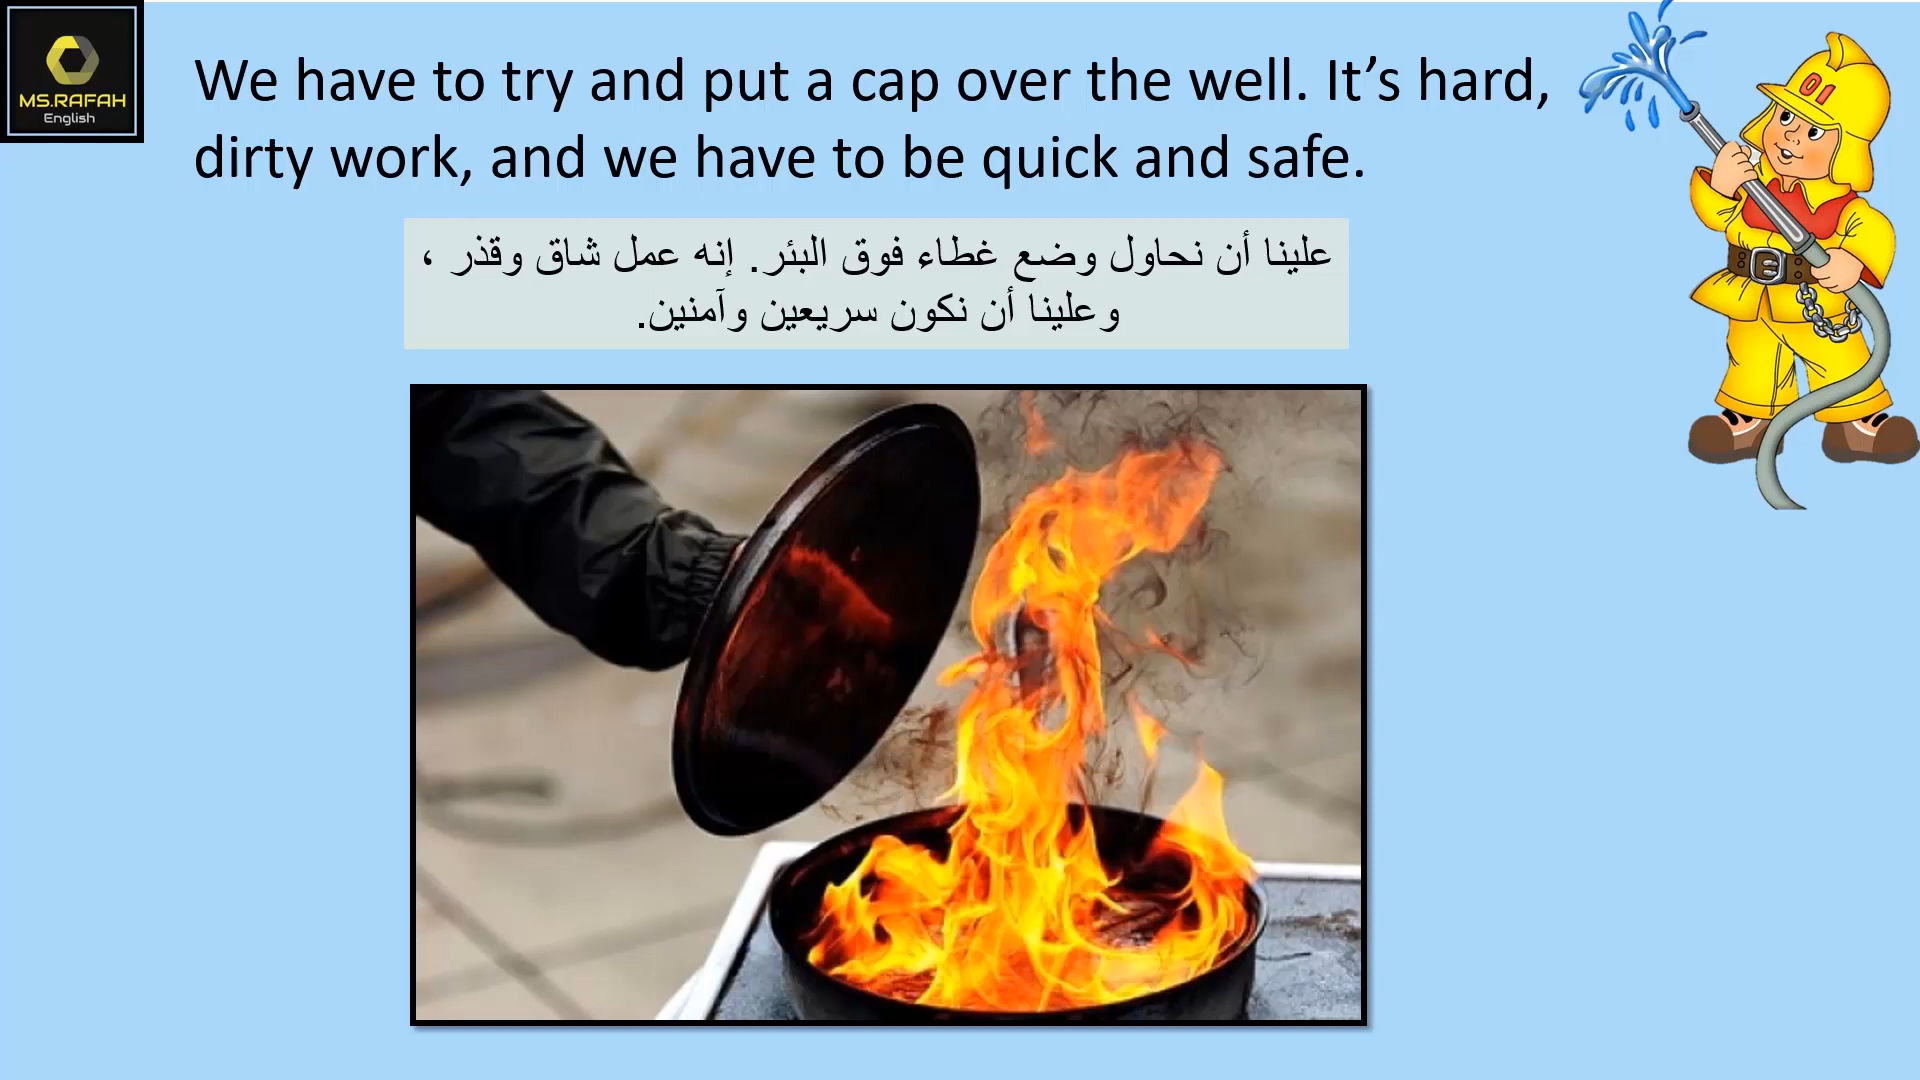 MS.RAFAH
English
We have to try and put a cap over the well. It’s hard,
dirty work, and we have to be quick and safe.
علينا أن نحاول وضع غطاء فوق البئر. إنه عمل شاق وقذر ،
وعلينا أن نكون سريعين وآمنين.
01